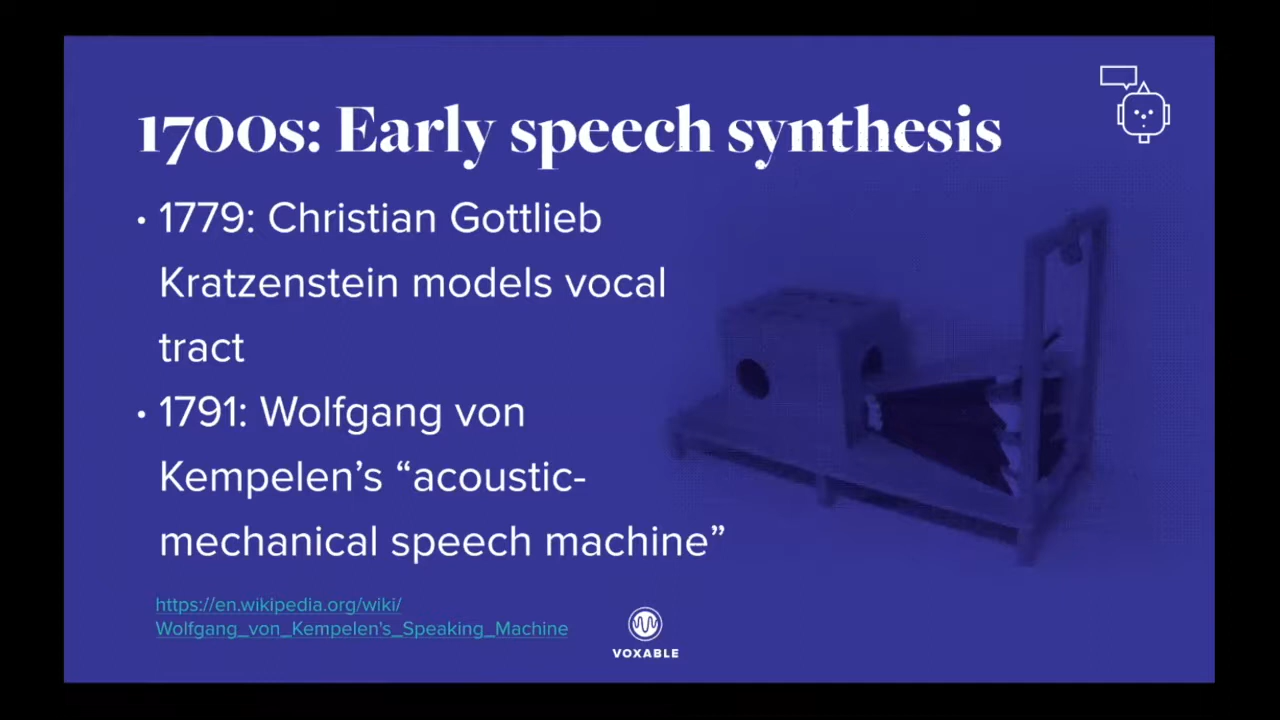 1700s: Early speech synthesis
• 1779: Christian Gottlieb
Kratzenstein models vocal
tract
• 1791: Wolfgang von
Kempelen’s “acoustic-
mechanical speech machine”
https://en.wikipedia.org/wiki/
Wolfgang_von_Kempelen's_Speaking_Machine
VOXABLE